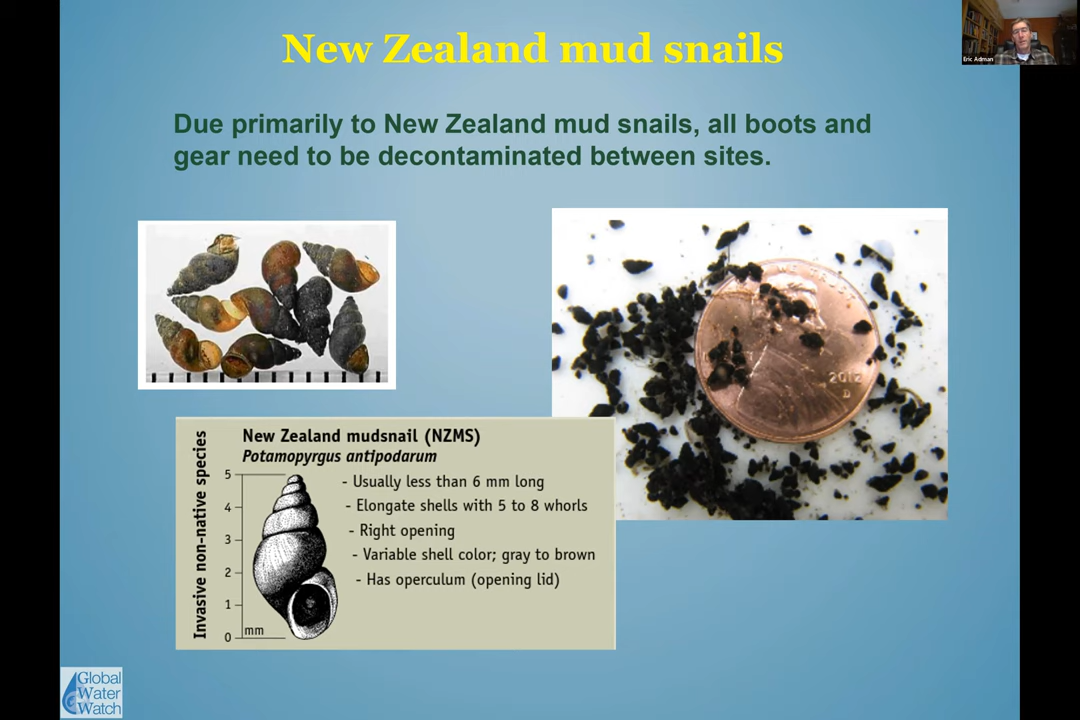 New Zealand mud snails
Eric Adman
Due primarily to New Zealand mud snails, all boots and
gear need to be decontaminated between sites.
2012
D
Invasive non-native species
New Zealand mudsnail (NZMS)
Potamopyrgus antipodarum
- Usually less than 6 mm long
- Elongate shells with 5 to 8 whorls
- Right opening
- Variable shell color; gray to brown
- Has operculum (opening lid)
5
4
3
2
1
0
mm
Global
Water
Watch